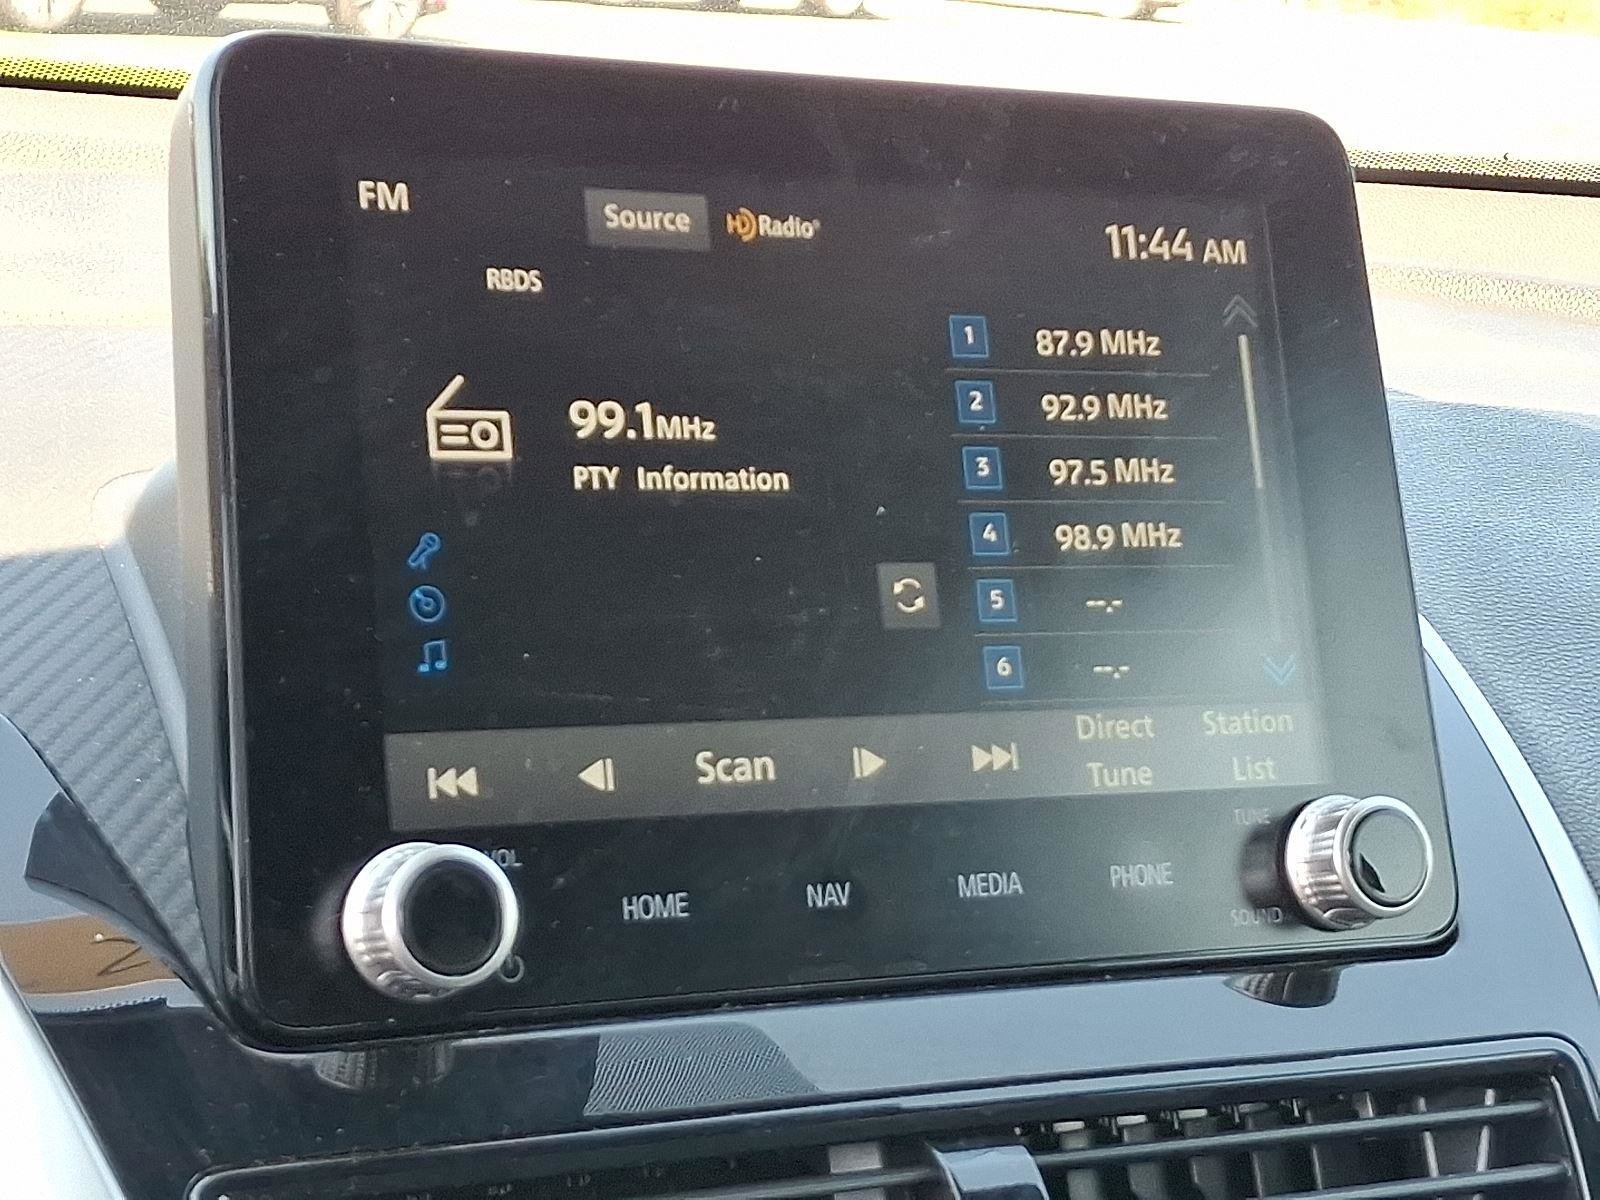 FM
Source
HD Radio®
11:44 AM
RBDS
99.1MHz
PTY Information
1 87.9 MHz
2 92.9 MHz
3 97.5 MHz
4 98.9 MHz
5 --.-
6 --.-
Scan
Direct
Tune
Station
List
VOL
HOME
NAV
MEDIA
PHONE
TUNE
SOUND